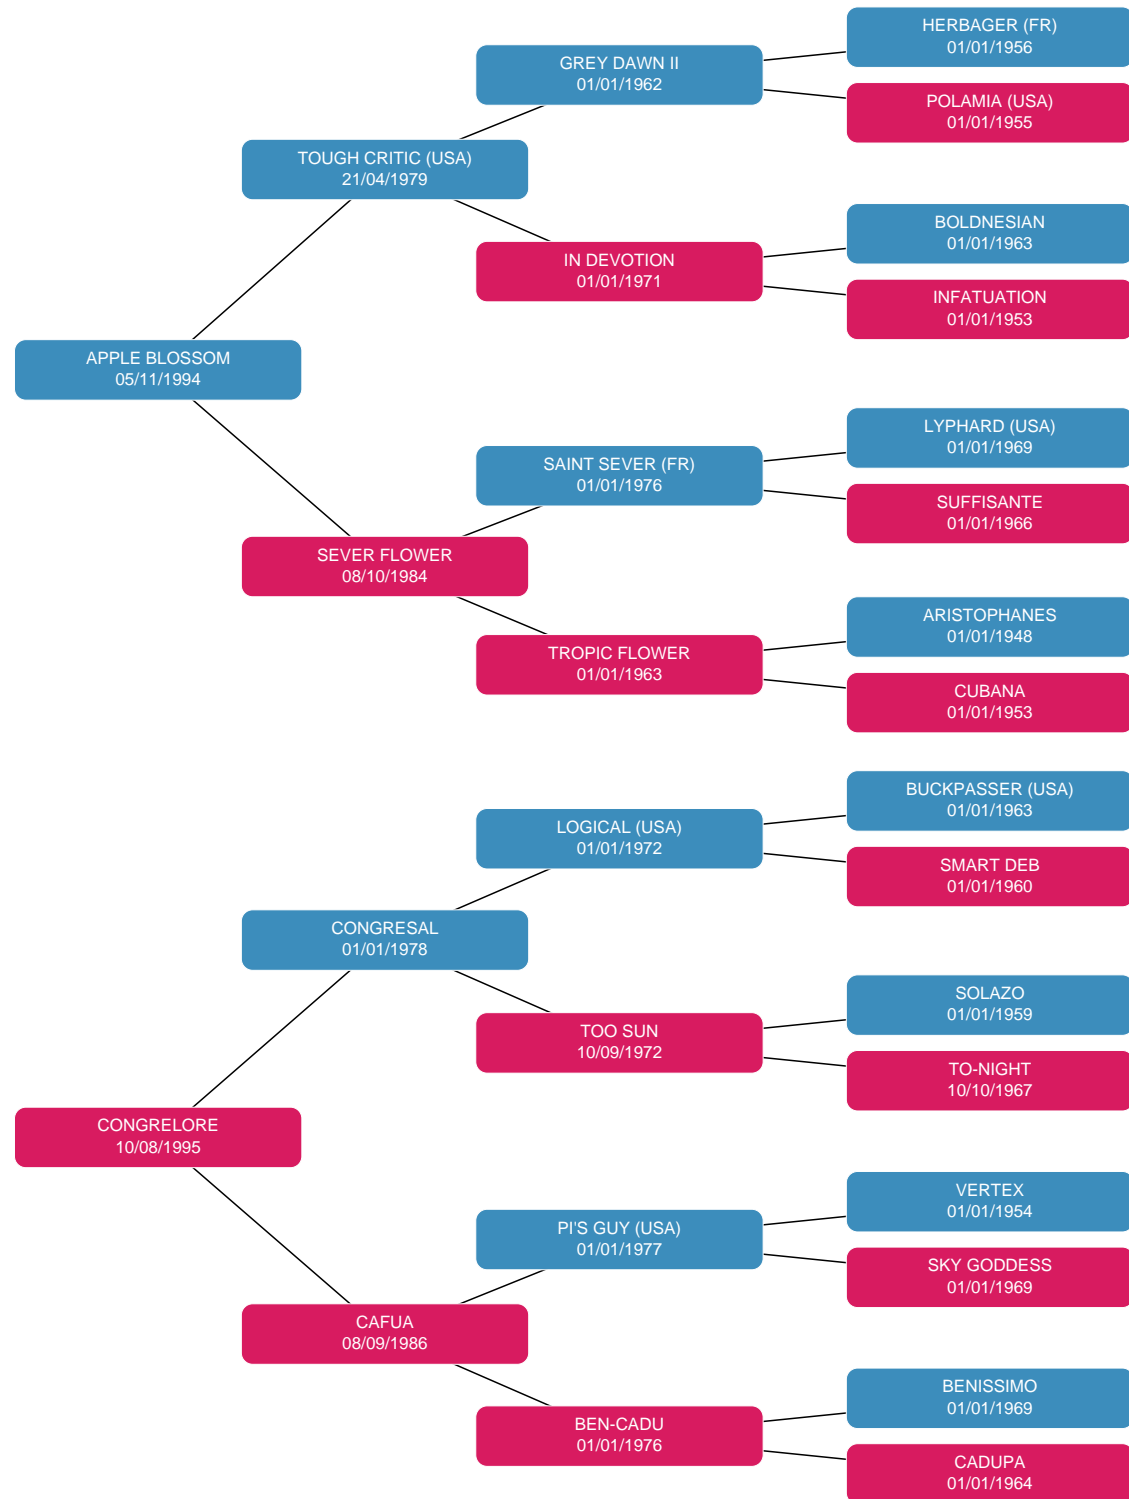 HERBAGER (FR)
01/01/1956
GREY DAWN II
01/01/1962
POLAMIA (USA)
01/01/1955
TOUGH CRITIC (USA)
21/04/1979
BOLDNESIAN
01/01/1963
IN DEVOTION
01/01/1971
INFATUATION
01/01/1953
APPLE BLOSSOM
05/11/1994
LYPHARD (USA)
01/01/1969
SAINT SEVER (FR)
01/01/1976
SUFFISANTE
01/01/1966
SEVER FLOWER
08/10/1984
ARISTOPHANES
01/01/1948
TROPIC FLOWER
01/01/1963
CUBANA
01/01/1953
BUCKPASSER (USA)
01/01/1963
LOGICAL (USA)
01/01/1972
SMART DEB
01/01/1960
CONGRESAL
01/01/1978
SOLAZO
01/01/1959
TOO SUN
10/09/1972
TO-NIGHT
10/10/1967
CONGRELORE
10/08/1995
VERTEX
01/01/1954
PI'S GUY (USA)
01/01/1977
SKY GODDESS
01/01/1969
CAFUA
08/09/1986
BENISSIMO
01/01/1969
BEN-CADU
01/01/1976
CADUPA
01/01/1964